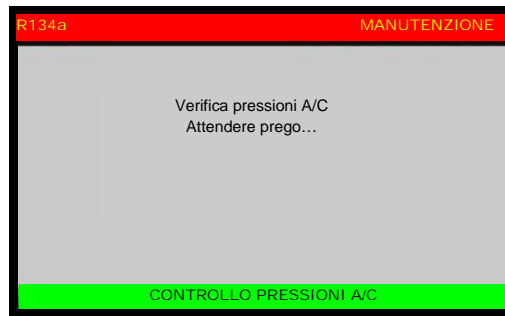 R134a MANUTENZIONE
Verifica pressioni A/C
Attendere prego…
CONTROLLO PRESSIONI A/C